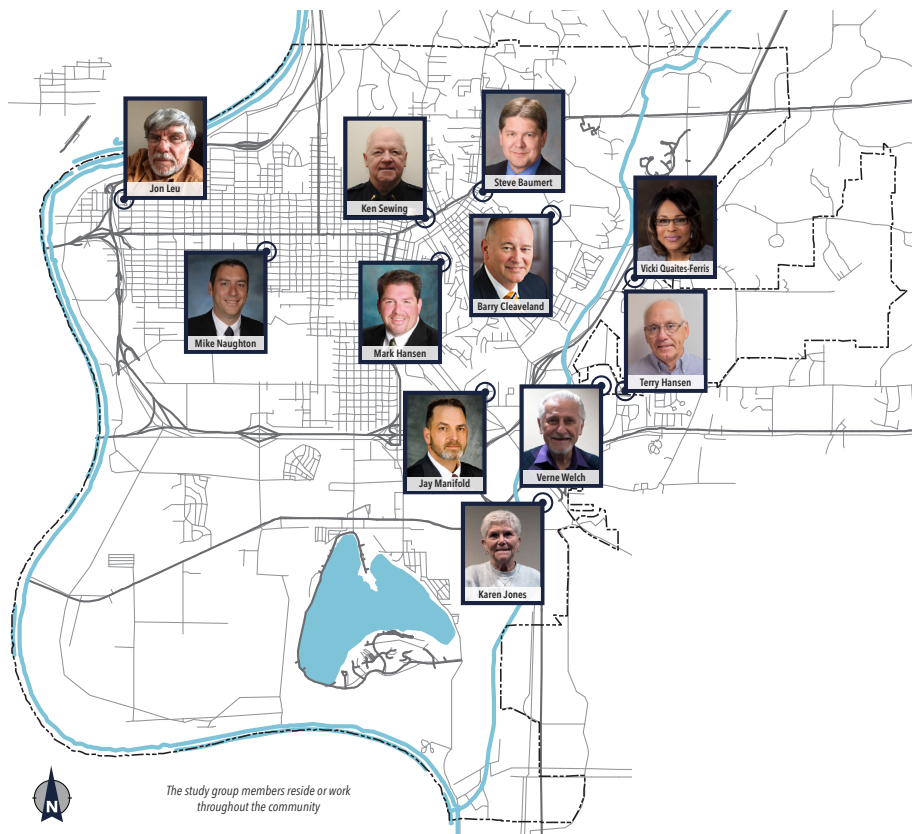 Jon Leu
Ken Sewing
Steve Baumert
Vicki Quaites-Ferris
Mike Naughton
Mark Hansen
Barry Cleaveland
Terry Hansen
Jay Manifold
Verne Welch
Karen Jones
N
The study group members reside or work
throughout the community